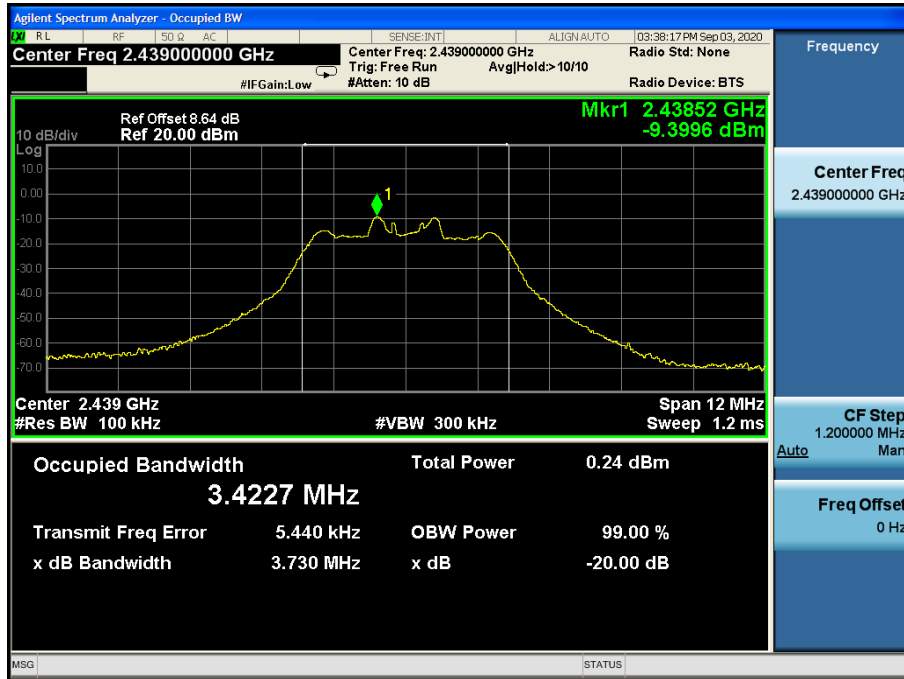 Agilent Spectrum Analyzer - Occupied BW
LXI RL RF 50 Ω AC SENSE:INT ALIGN AUTO 03:38:17 PM Sep 03, 2020
Center Freq 2.439000000 GHz Center Freq: 2.439000000 GHz Radio Std: None Frequency
Trig: Free Run Avg|Hold:>10/10
#IFGain:Low #Atten: 10 dB Radio Device: BTS
Mkr1 2.43852 GHz
Ref Offset 8.64 dB
10 dB/div Ref 20.00 dBm -9.3996 dBm
Log
10.0
0.00
-10.0
-20.0
-30.0
-40.0
-50.0
-60.0
-70.0
1
Center Freq
2.439000000 GHz
Center 2.439 GHz Span 12 MHz
#Res BW 100 kHz #VBW 300 kHz Sweep 1.2 ms
CF Step
1.200000 MHz
Auto Man
Occupied Bandwidth Total Power 0.24 dBm
3.4227 MHz
Transmit Freq Error 5.440 kHz OBW Power 99.00 %
x dB Bandwidth 3.730 MHz x dB -20.00 dB
Freq Offset
0 Hz
MSG STATUS